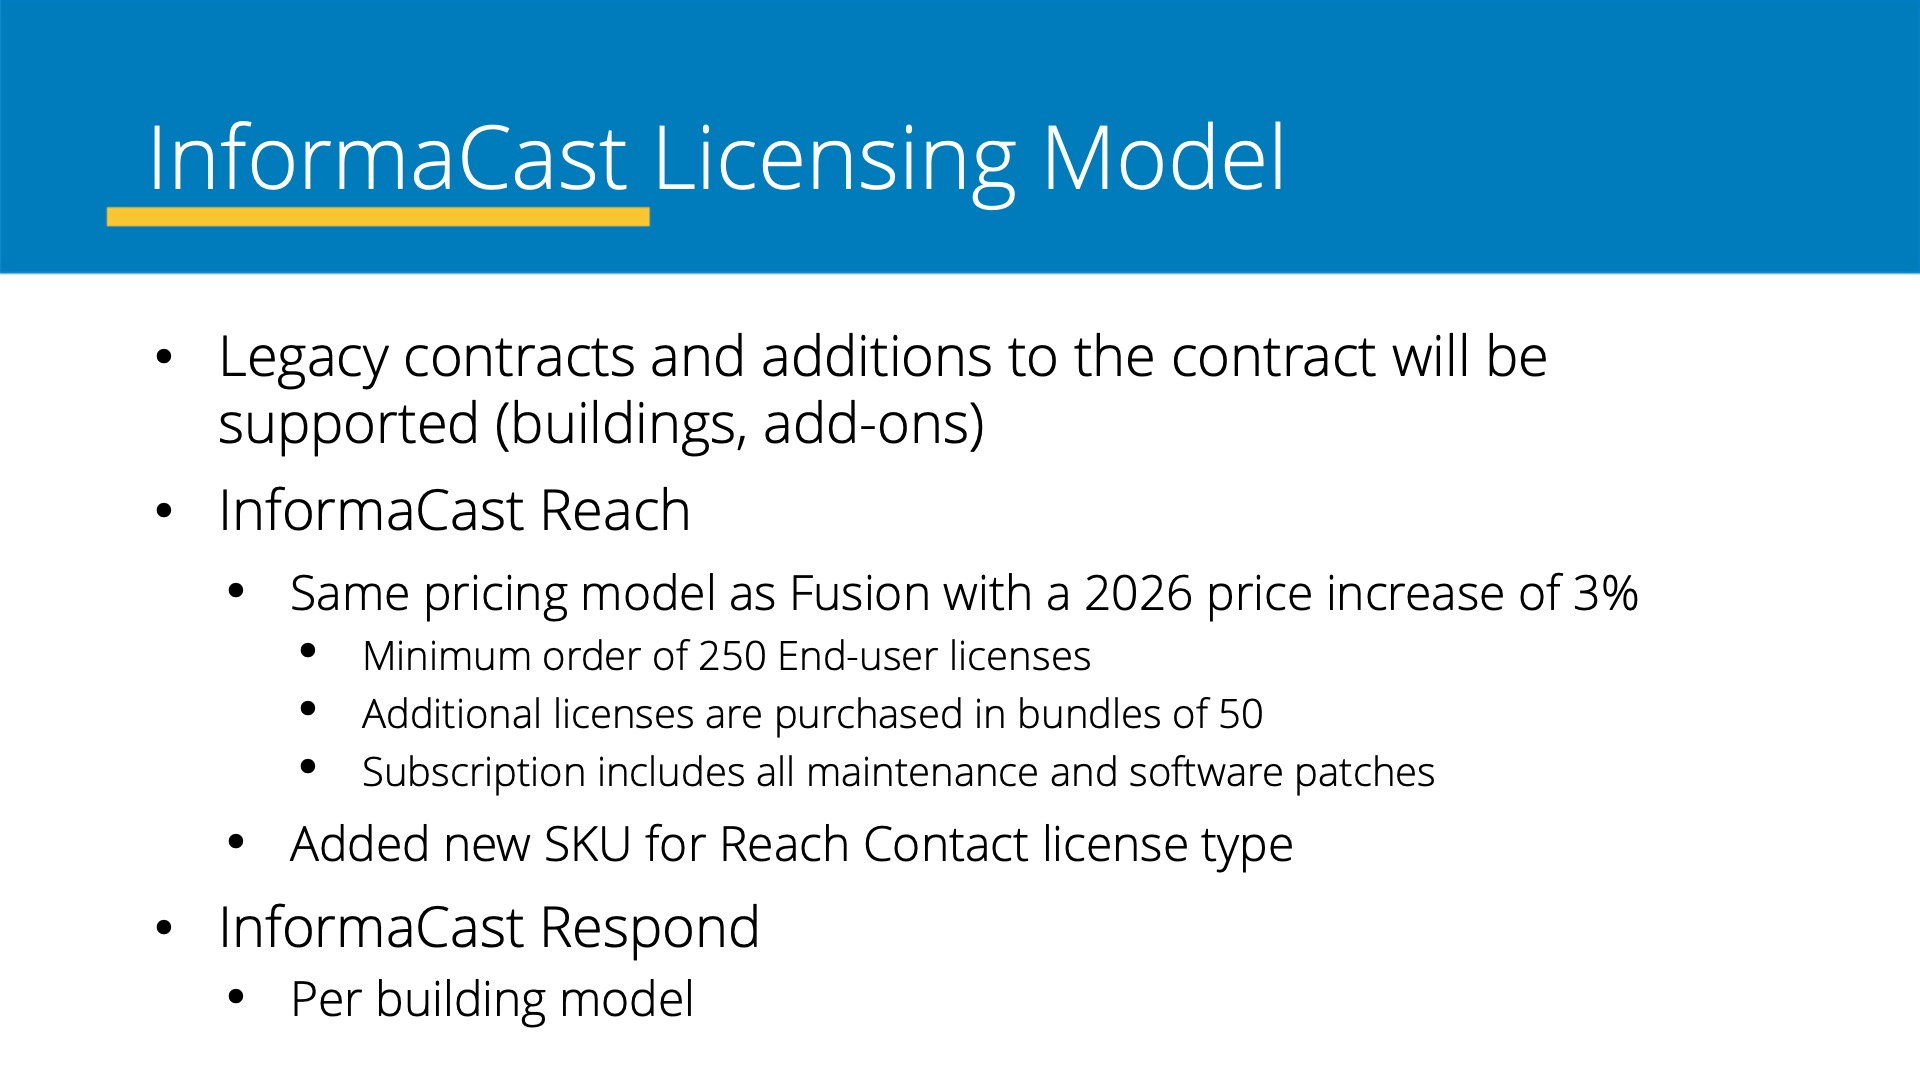 InformaCast Licensing Model
• Legacy contracts and additions to the contract will be
supported (buildings, add-ons)
• InformaCast Reach
• Same pricing model as Fusion with a 2026 price increase of 3%
• Minimum order of 250 End-user licenses
• Additional licenses are purchased in bundles of 50
• Subscription includes all maintenance and software patches
• Added new SKU for Reach Contact license type
• InformaCast Respond
• Per building model